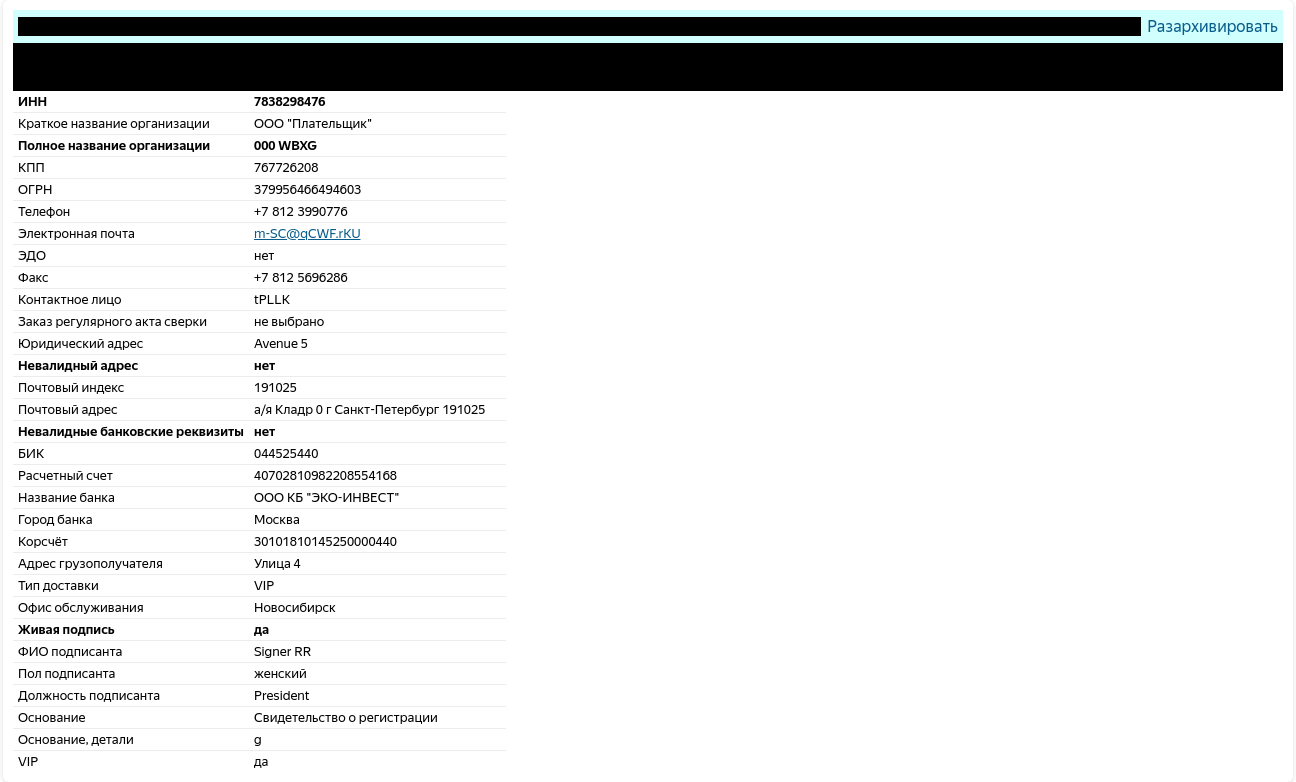 Разархивировать
ИНН 7838298476
Краткое название организации ООО "Плательщик"
Полное название организации 000 WBXG
КПП 767726208
ОГРН 379956466494603
Телефон +7 812 3990776
Электронная почта m-SC@qCWF.rKU
ЭДО нет
Факс +7 812 5696286
Контактное лицо tPLLK
Заказ регулярного акта сверки не выбрано
Юридический адрес Avenue 5
Невалидный адрес нет
Почтовый индекс 191025
Почтовый адрес а/я Кладр 0 г Санкт-Петербург 191025
Невалидные банковские реквизиты нет
БИК 044525440
Расчетный счет 40702810982208554168
Название банка ООО КБ "ЭКО-ИНВЕСТ"
Город банка Москва
Корсчёт 30101810145250000440
Адрес грузополучателя Улица 4
Тип доставки VIP
Офис обслуживания Новосибирск
Живая подпись да
ФИО подписанта Signer RR
Пол подписанта женский
Должность подписанта President
Основание Свидетельство о регистрации
Основание, детали g
VIP да